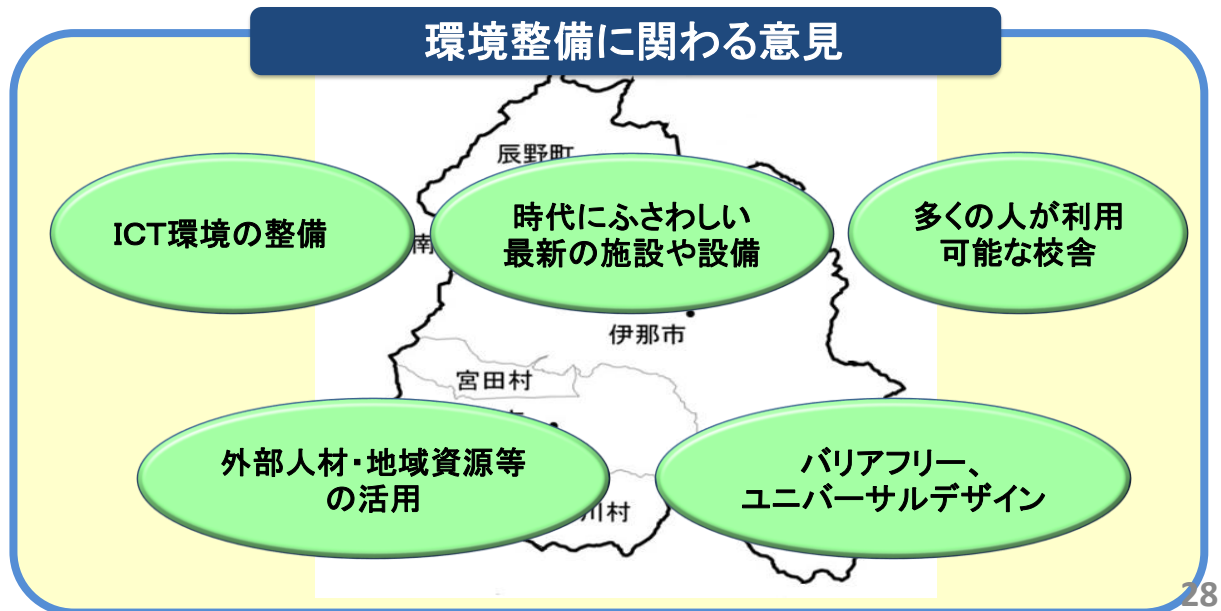 環境整備に関わる意見
辰野町
ICT環境の整備
時代にふさわしい
最新の施設や設備
多くの人が利用
可能な校舎
南
伊那市
宮田村
外部人材・地域資源等
の活用
バリアフリー、
ユニバーサルデザイン
川村
28